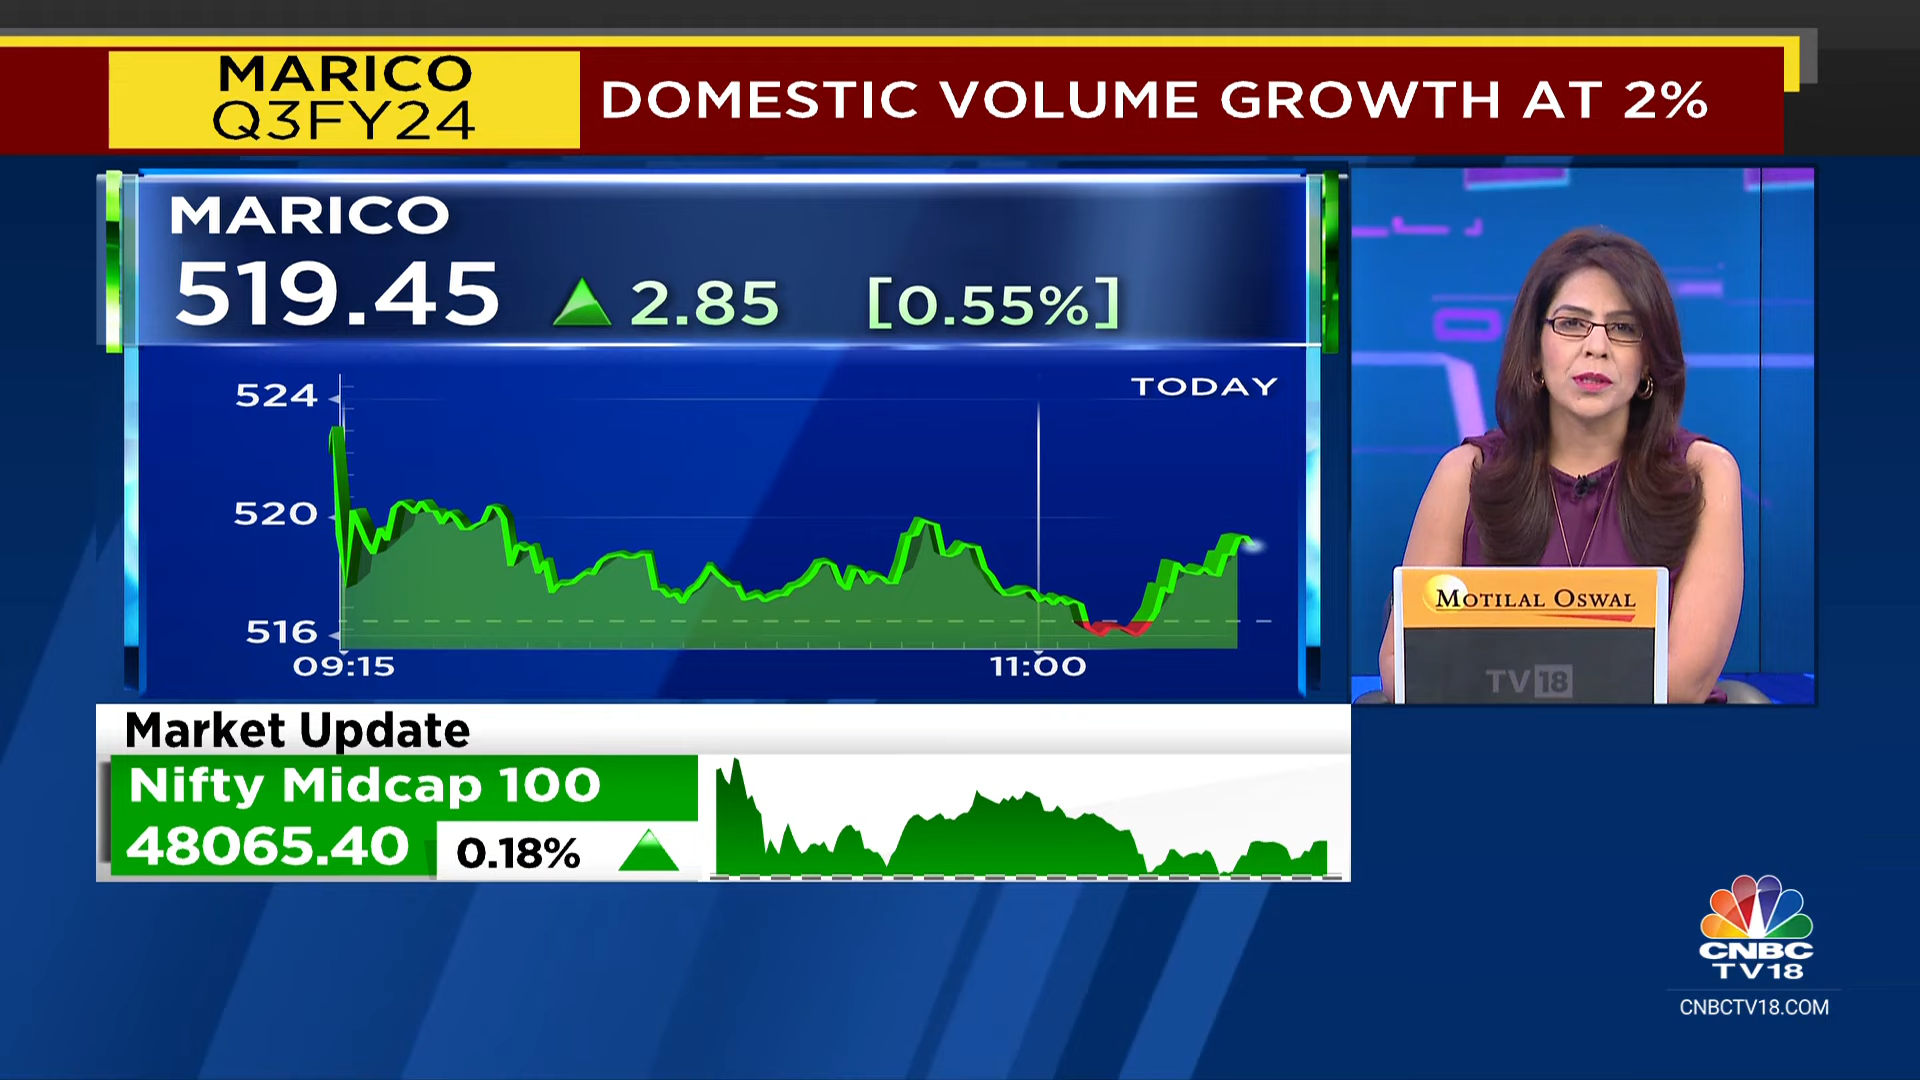 MARICO
Q3FY24
DOMESTIC VOLUME GROWTH AT 2%
MARICO
519.45 ▲ 2.85 [0.55%]
TODAY
524
520
516
09:15 11:00
MOTILAL OSWAL
TV18
Market Update
Nifty Midcap 100
48065.40 0.18% ▲
CNBC
TV18
CNBCTV18.COM